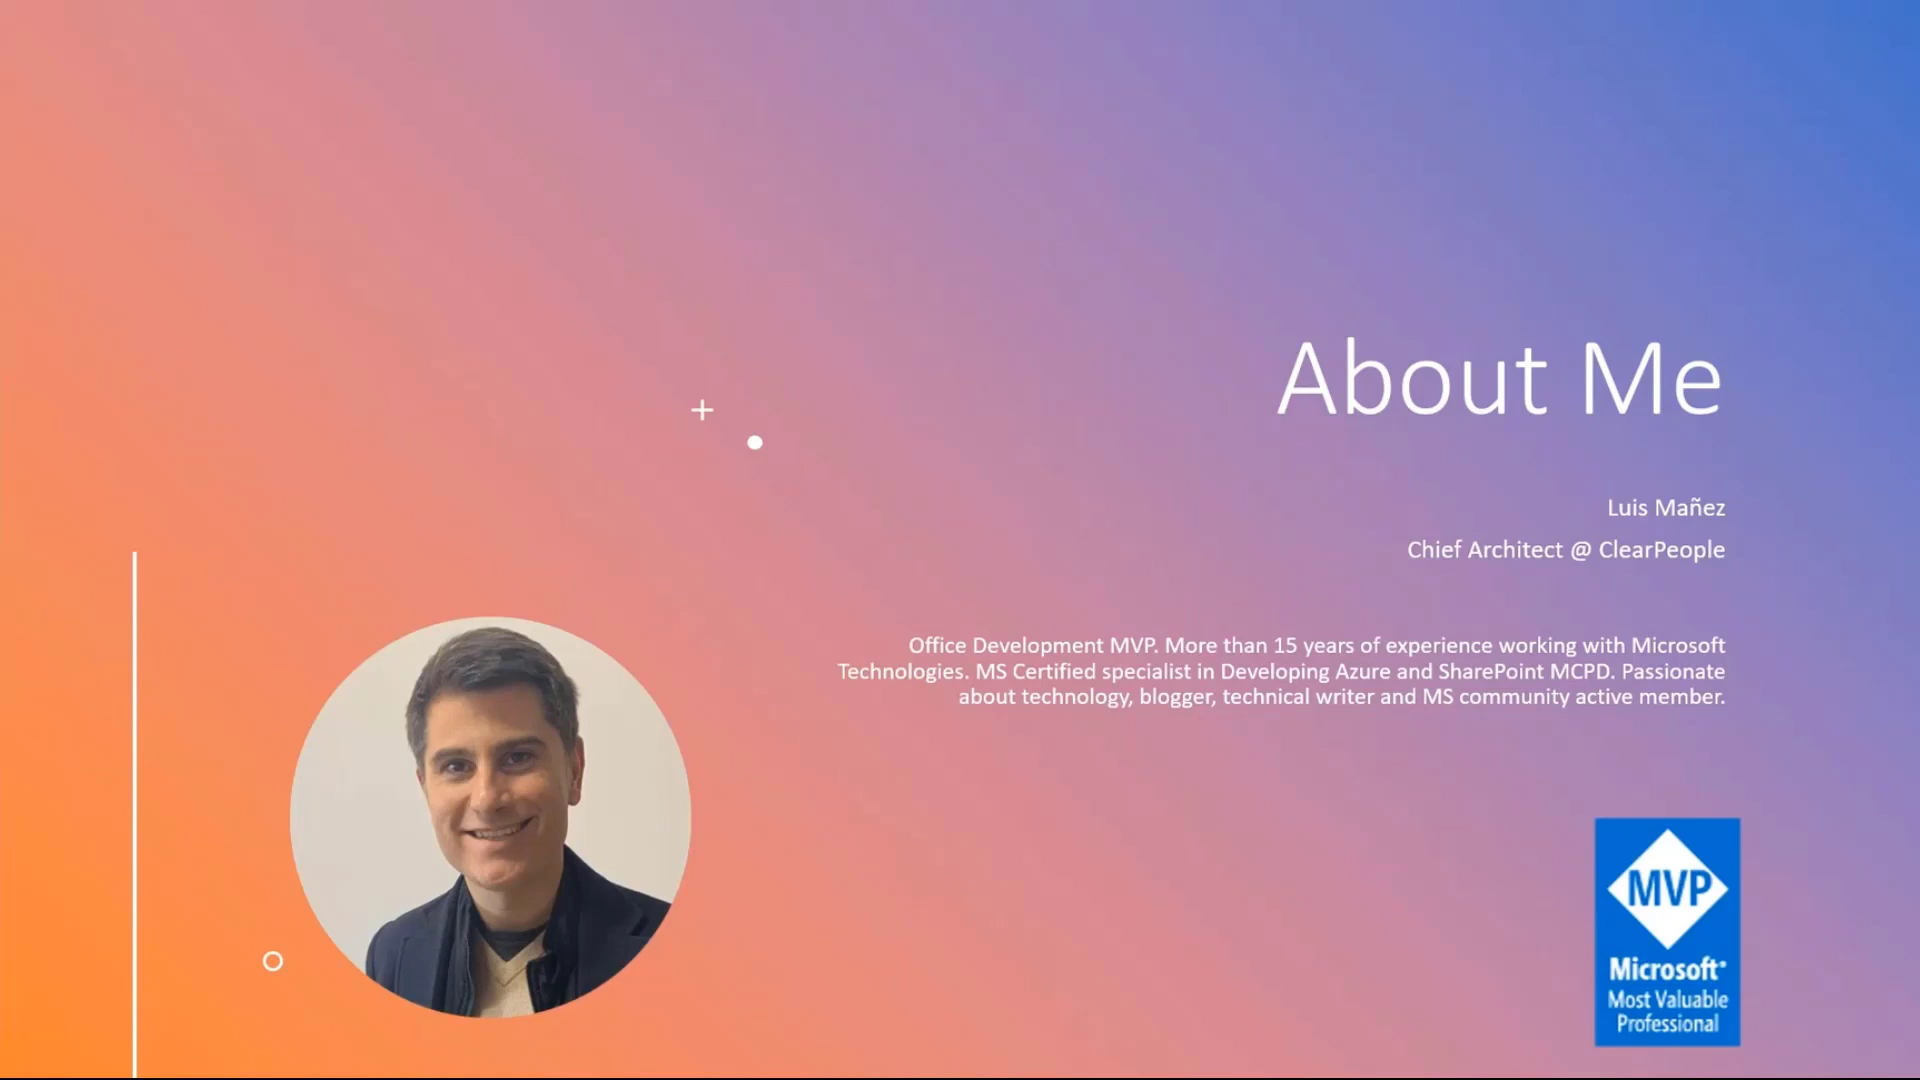 About Me
Luis Mañez
Chief Architect @ ClearPeople
Office Development MVP. More than 15 years of experience working with Microsoft
Technologies. MS Certified specialist in Developing Azure and SharePoint MCPD. Passionate
about technology, blogger, technical writer and MS community active member.
MVP
Microsoft®
Most Valuable
Professional